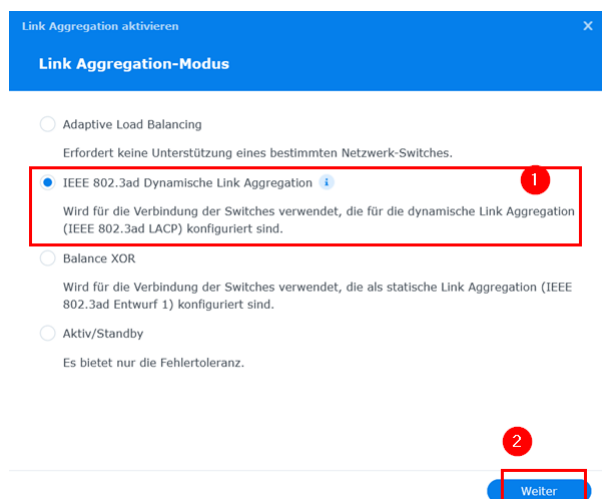 Link Aggregation aktivieren
Link Aggregation-Modus
Adaptive Load Balancing
Erfordert keine Unterstützung eines bestimmten Netzwerk-Switches.
IEEE 802.3ad Dynamische Link Aggregation i
1
Wird für die Verbindung der Switches verwendet, die für die dynamische Link Aggregation
(IEEE 802.3ad LACP) konfiguriert sind.
Balance XOR
Wird für die Verbindung der Switches verwendet, die als statische Link Aggregation (IEEE
802.3ad Entwurf 1) konfiguriert sind.
Aktiv/Standby
Es bietet nur die Fehlertoleranz.
2
Weiter